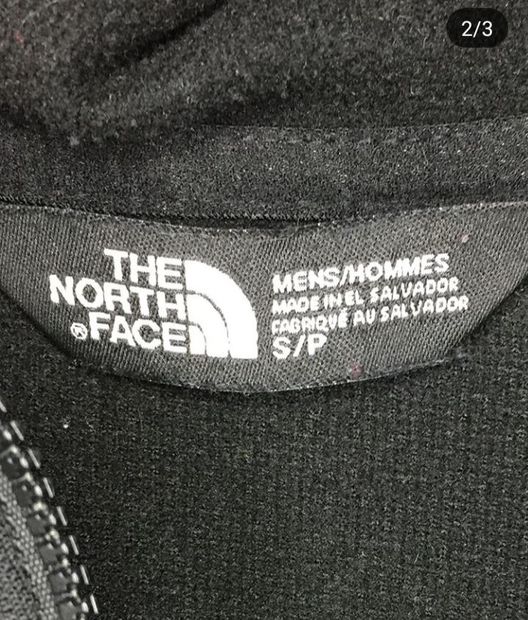 2/3
THE
NORTH
®FACE
MENS/HOMMES
MADE IN EL SALVADOR
FABRIQUÉ AU SALVADOR
S/P